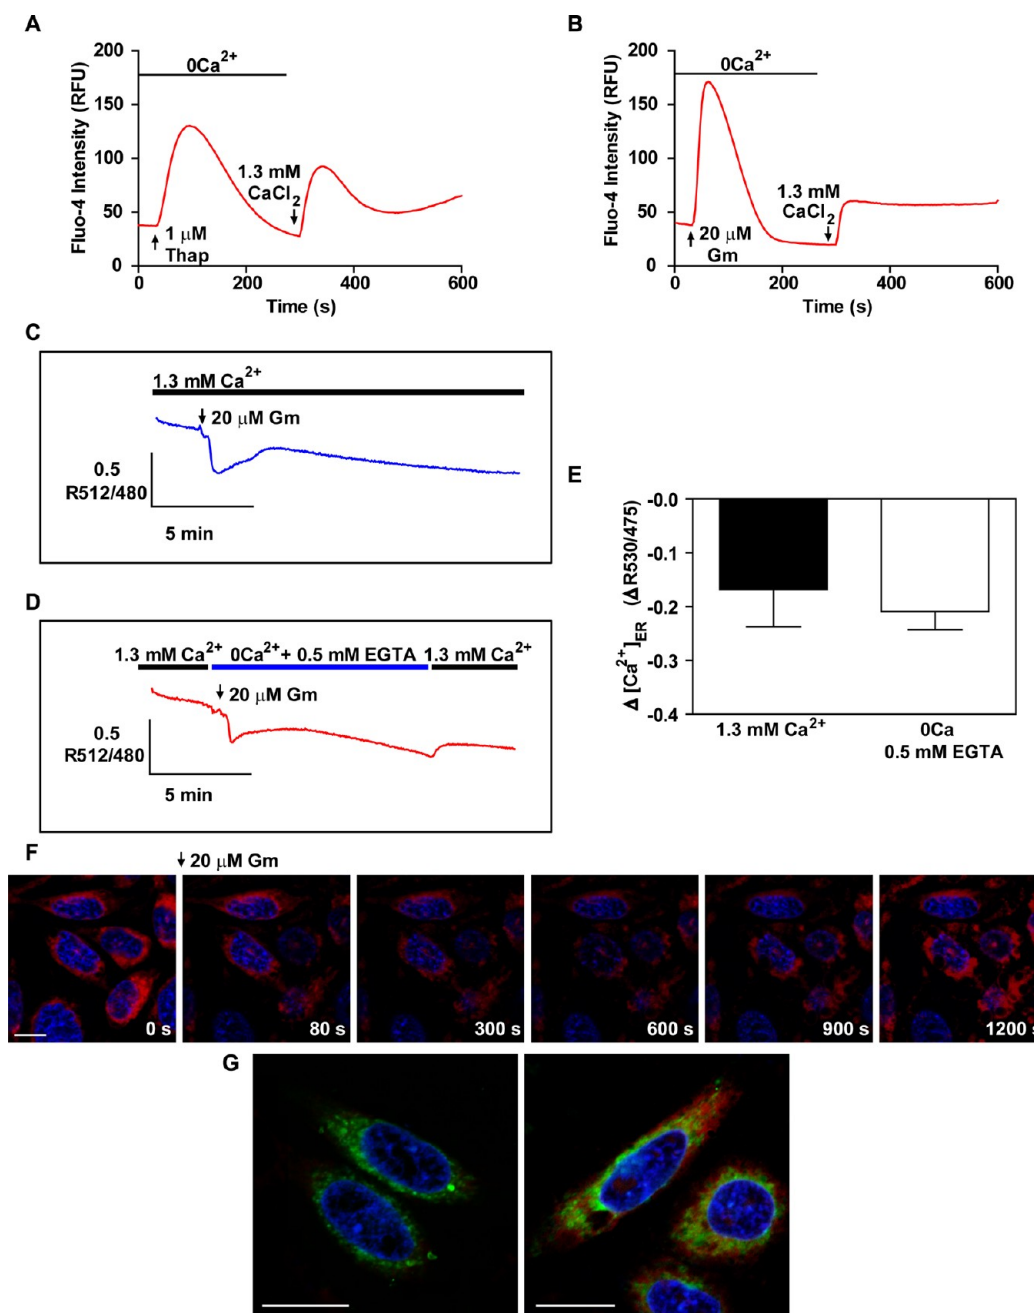 A
Fluo-4 Intensity (RFU)
200
150
100
50
0
0Ca²⁺
1 μM
Thap
1.3 mM
CaCl₂
0
200
400
600
Time (s)
B
Fluo-4 Intensity (RFU)
200
150
100
50
0
0Ca²⁺
20 μM
Gm
1.3 mM
CaCl₂
0
200
400
600
Time (s)
C
1.3 mM Ca²⁺
20 μM Gm
0.5
R512/480
5 min
D
1.3 mM Ca²⁺ 0Ca²⁺+ 0.5 mM EGTA 1.3 mM Ca²⁺
20 μM Gm
0.5
R512/480
5 min
E
Δ [Ca²⁺]ER (ΔR530/475)
-0.0
-0.1
-0.2
-0.3
-0.4
1.3 mM Ca²⁺
0Ca
0.5 mM EGTA
F
20 μM Gm
0 s
80 s
300 s
600 s
900 s
1200 s
G